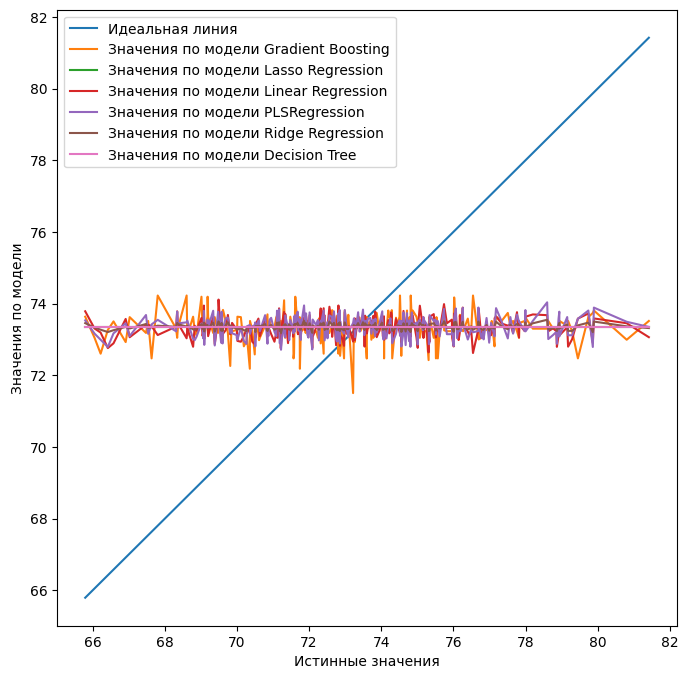 Идеальная линия
Значения по модели Gradient Boosting
Значения по модели Lasso Regression
Значения по модели Linear Regression
Значения по модели PLSRegression
Значения по модели Ridge Regression
Значения по модели Decision Tree
82
80
78
76
74
72
70
68
66
Значения по модели
66 68 70 72 74 76 78 80 82
Истинные значения